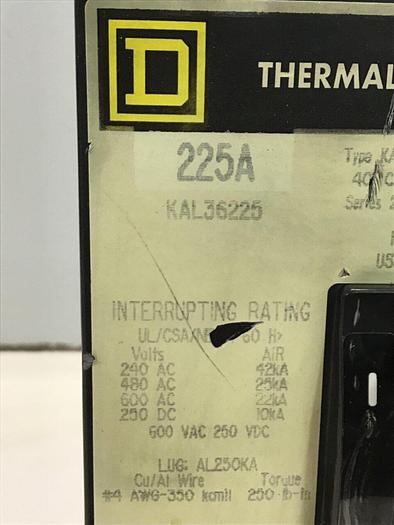 D
THERMAL
225A
KAL36225
Type KA
40°C
Series 2
INTERRUPTING RATING
UL/CSA/NE 60 Hz
Volts AIR
240 AC 42kA
480 AC 25kA
600 AC 22kA
250 DC 10kA
600 VAC 250 VDC
LUG: AL250KA
Cu/Al Wire Torque
#4 AWG-350 kcmil 250 lb-in